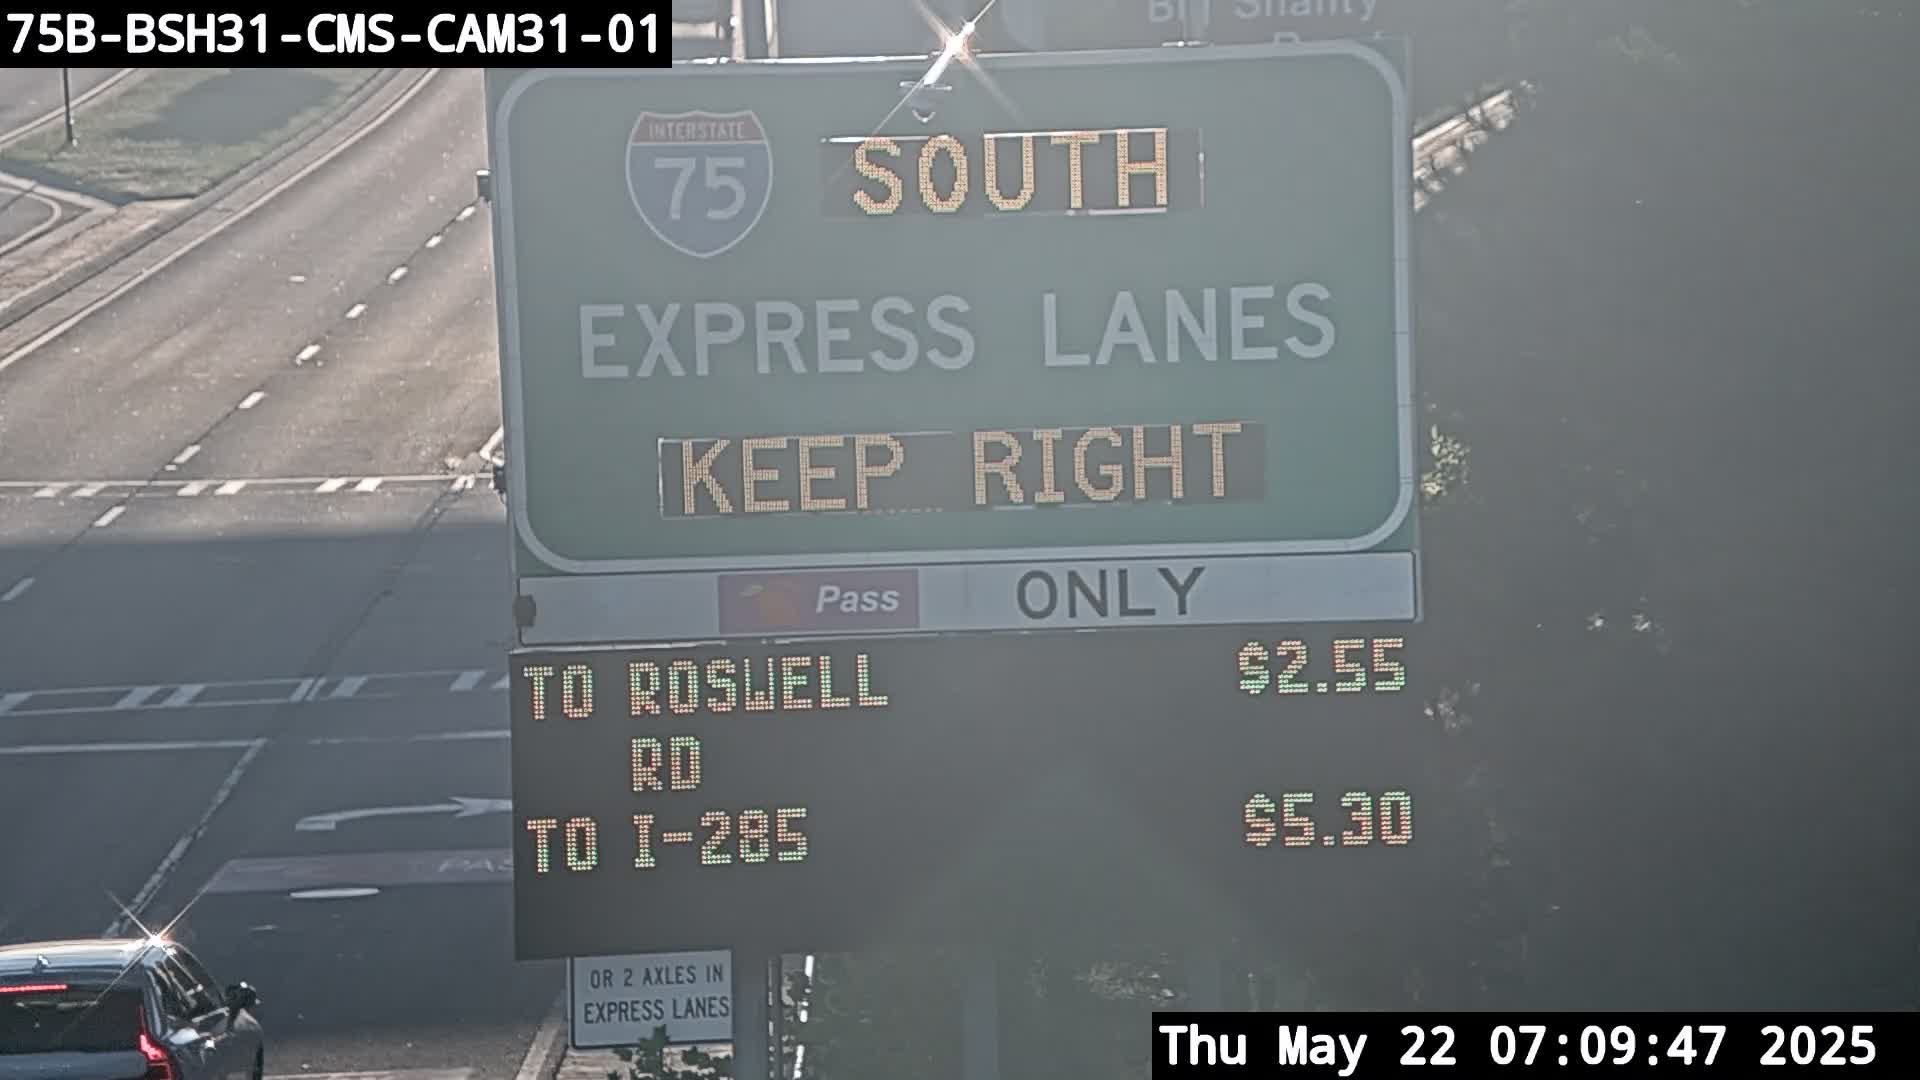 75B-BSH31-CMS-CAM31-01
Shanty
INTERSTATE
75
SOUTH
EXPRESS LANES
KEEP RIGHT
Pass ONLY
TO ROSWELL $2.55
RD
TO I-285 $5.30
OR 2 AXLES IN
EXPRESS LANES
Thu May 22 07:09:47 2025